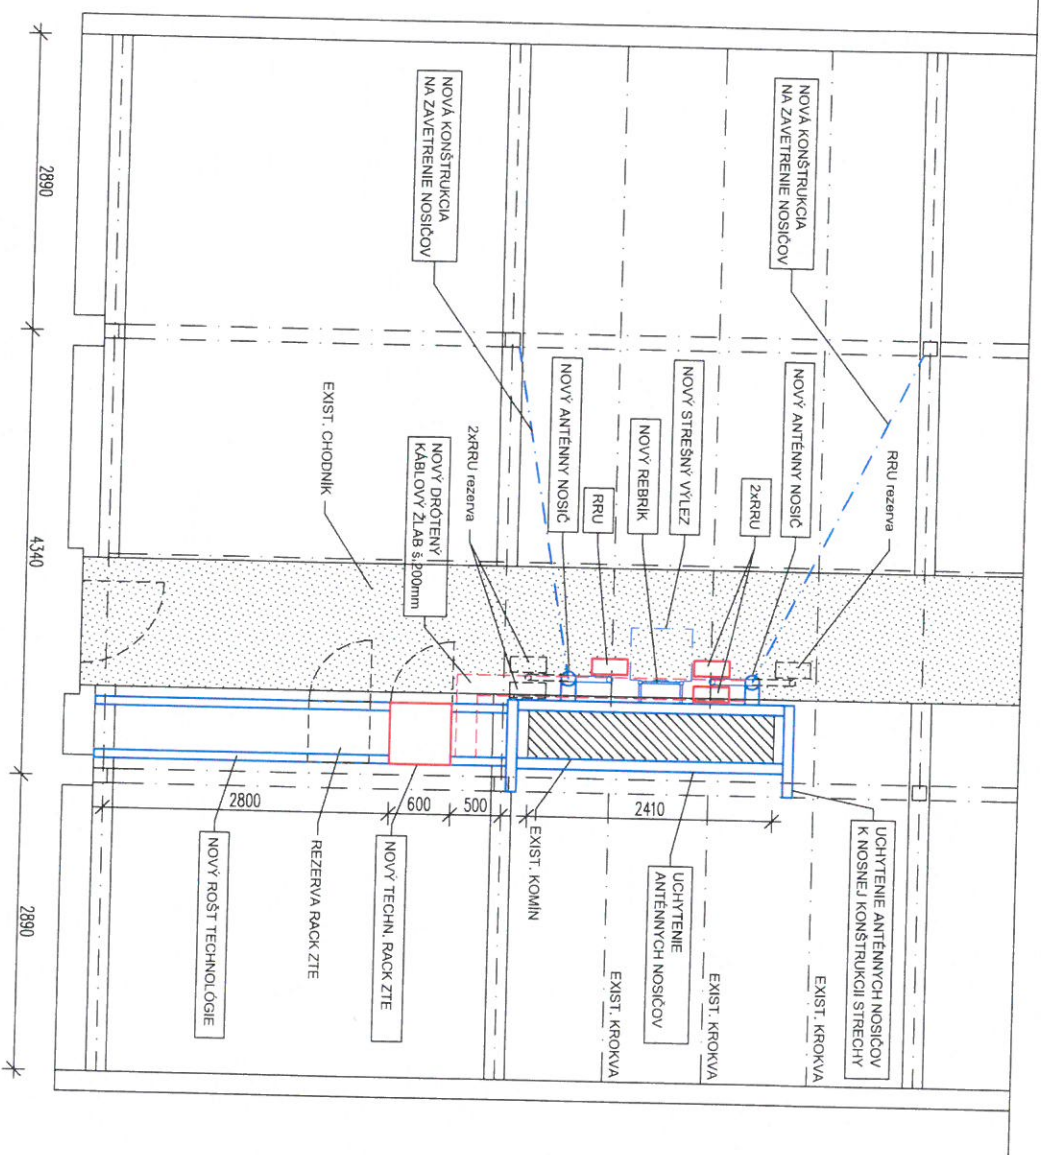 NOVÁ KONŠTRUKCIA
NA ZAVETRENIE NOSIČOV
NOVÁ KONŠTRUKCIA
NA ZAVETRENIE NOSIČOV
RRU rezerva
NOVÝ ANTÉNNY NOSIČ
2xRRU
NOVÝ STREŠNÝ VÝLEZ
NOVÝ REBRÍK
RRU
NOVÝ ANTÉNNY NOSIČ
2xRRU rezerva
NOVÝ DRÔTENÝ
KÁBLOVÝ ŽLAB š.200mm
EXIST. CHODNÍK
UCHYTENIE ANTÉNNYCH NOSIČOV
K NOSNEJ KONŠTRUKCII STRECHY
EXIST. KROKVA
EXIST. KROKVA
EXIST. KROKVA
UCHYTENIE
ANTÉNNYCH NOSIČOV
EXIST. KOMÍN
NOVÝ TECHN. RACK ZTE
REZERVA RACK ZTE
NOVÝ ROŠT TECHNOLÓGIE
2410
500
600
2800
2890
4340
2890